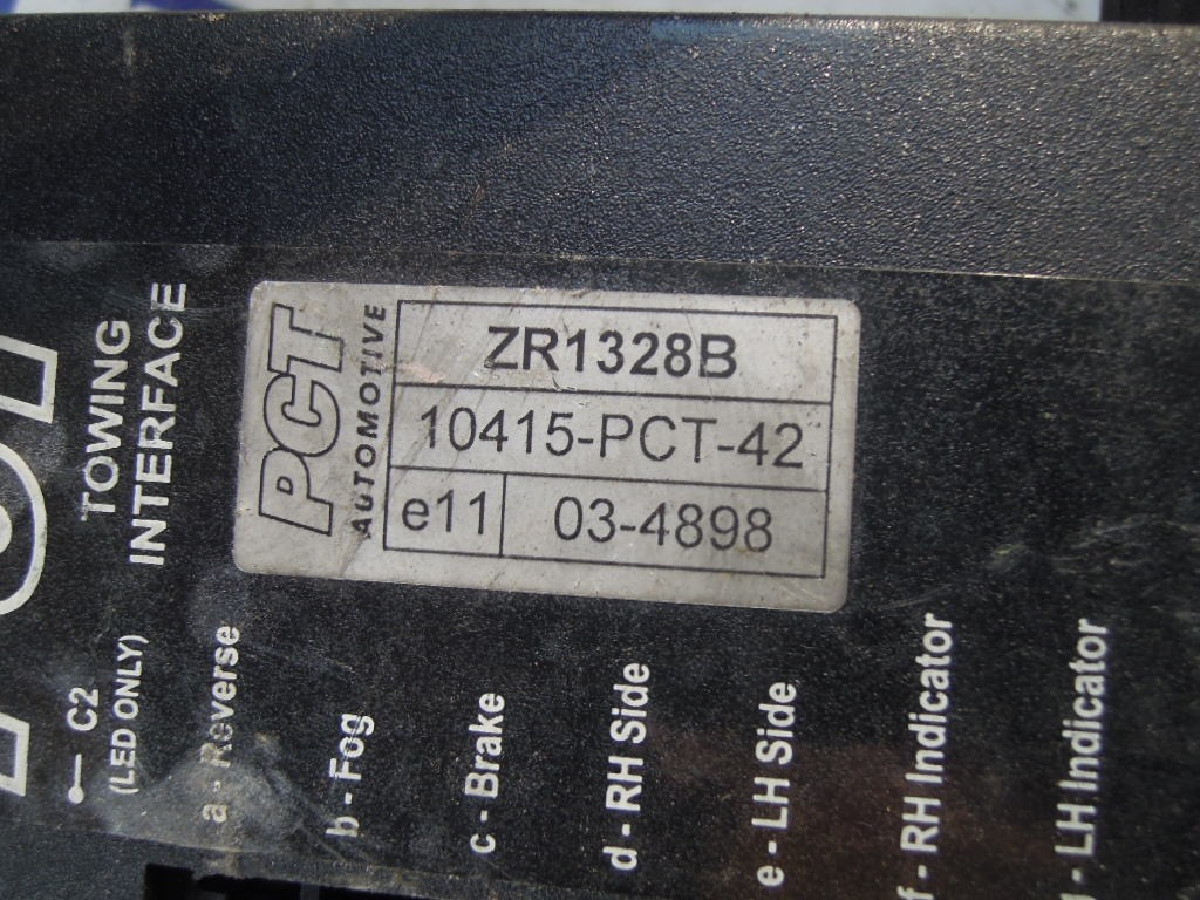 TOWING
INTERFACE
C2
(LED ONLY)
PCT
AUTOMOTIVE
ZR1328B
10415-PCT-42
e11 03-4898
a - Reverse
b - Fog
c - Brake
d - RH Side
e - LH Side
f - RH Indicator
- LH Indicator